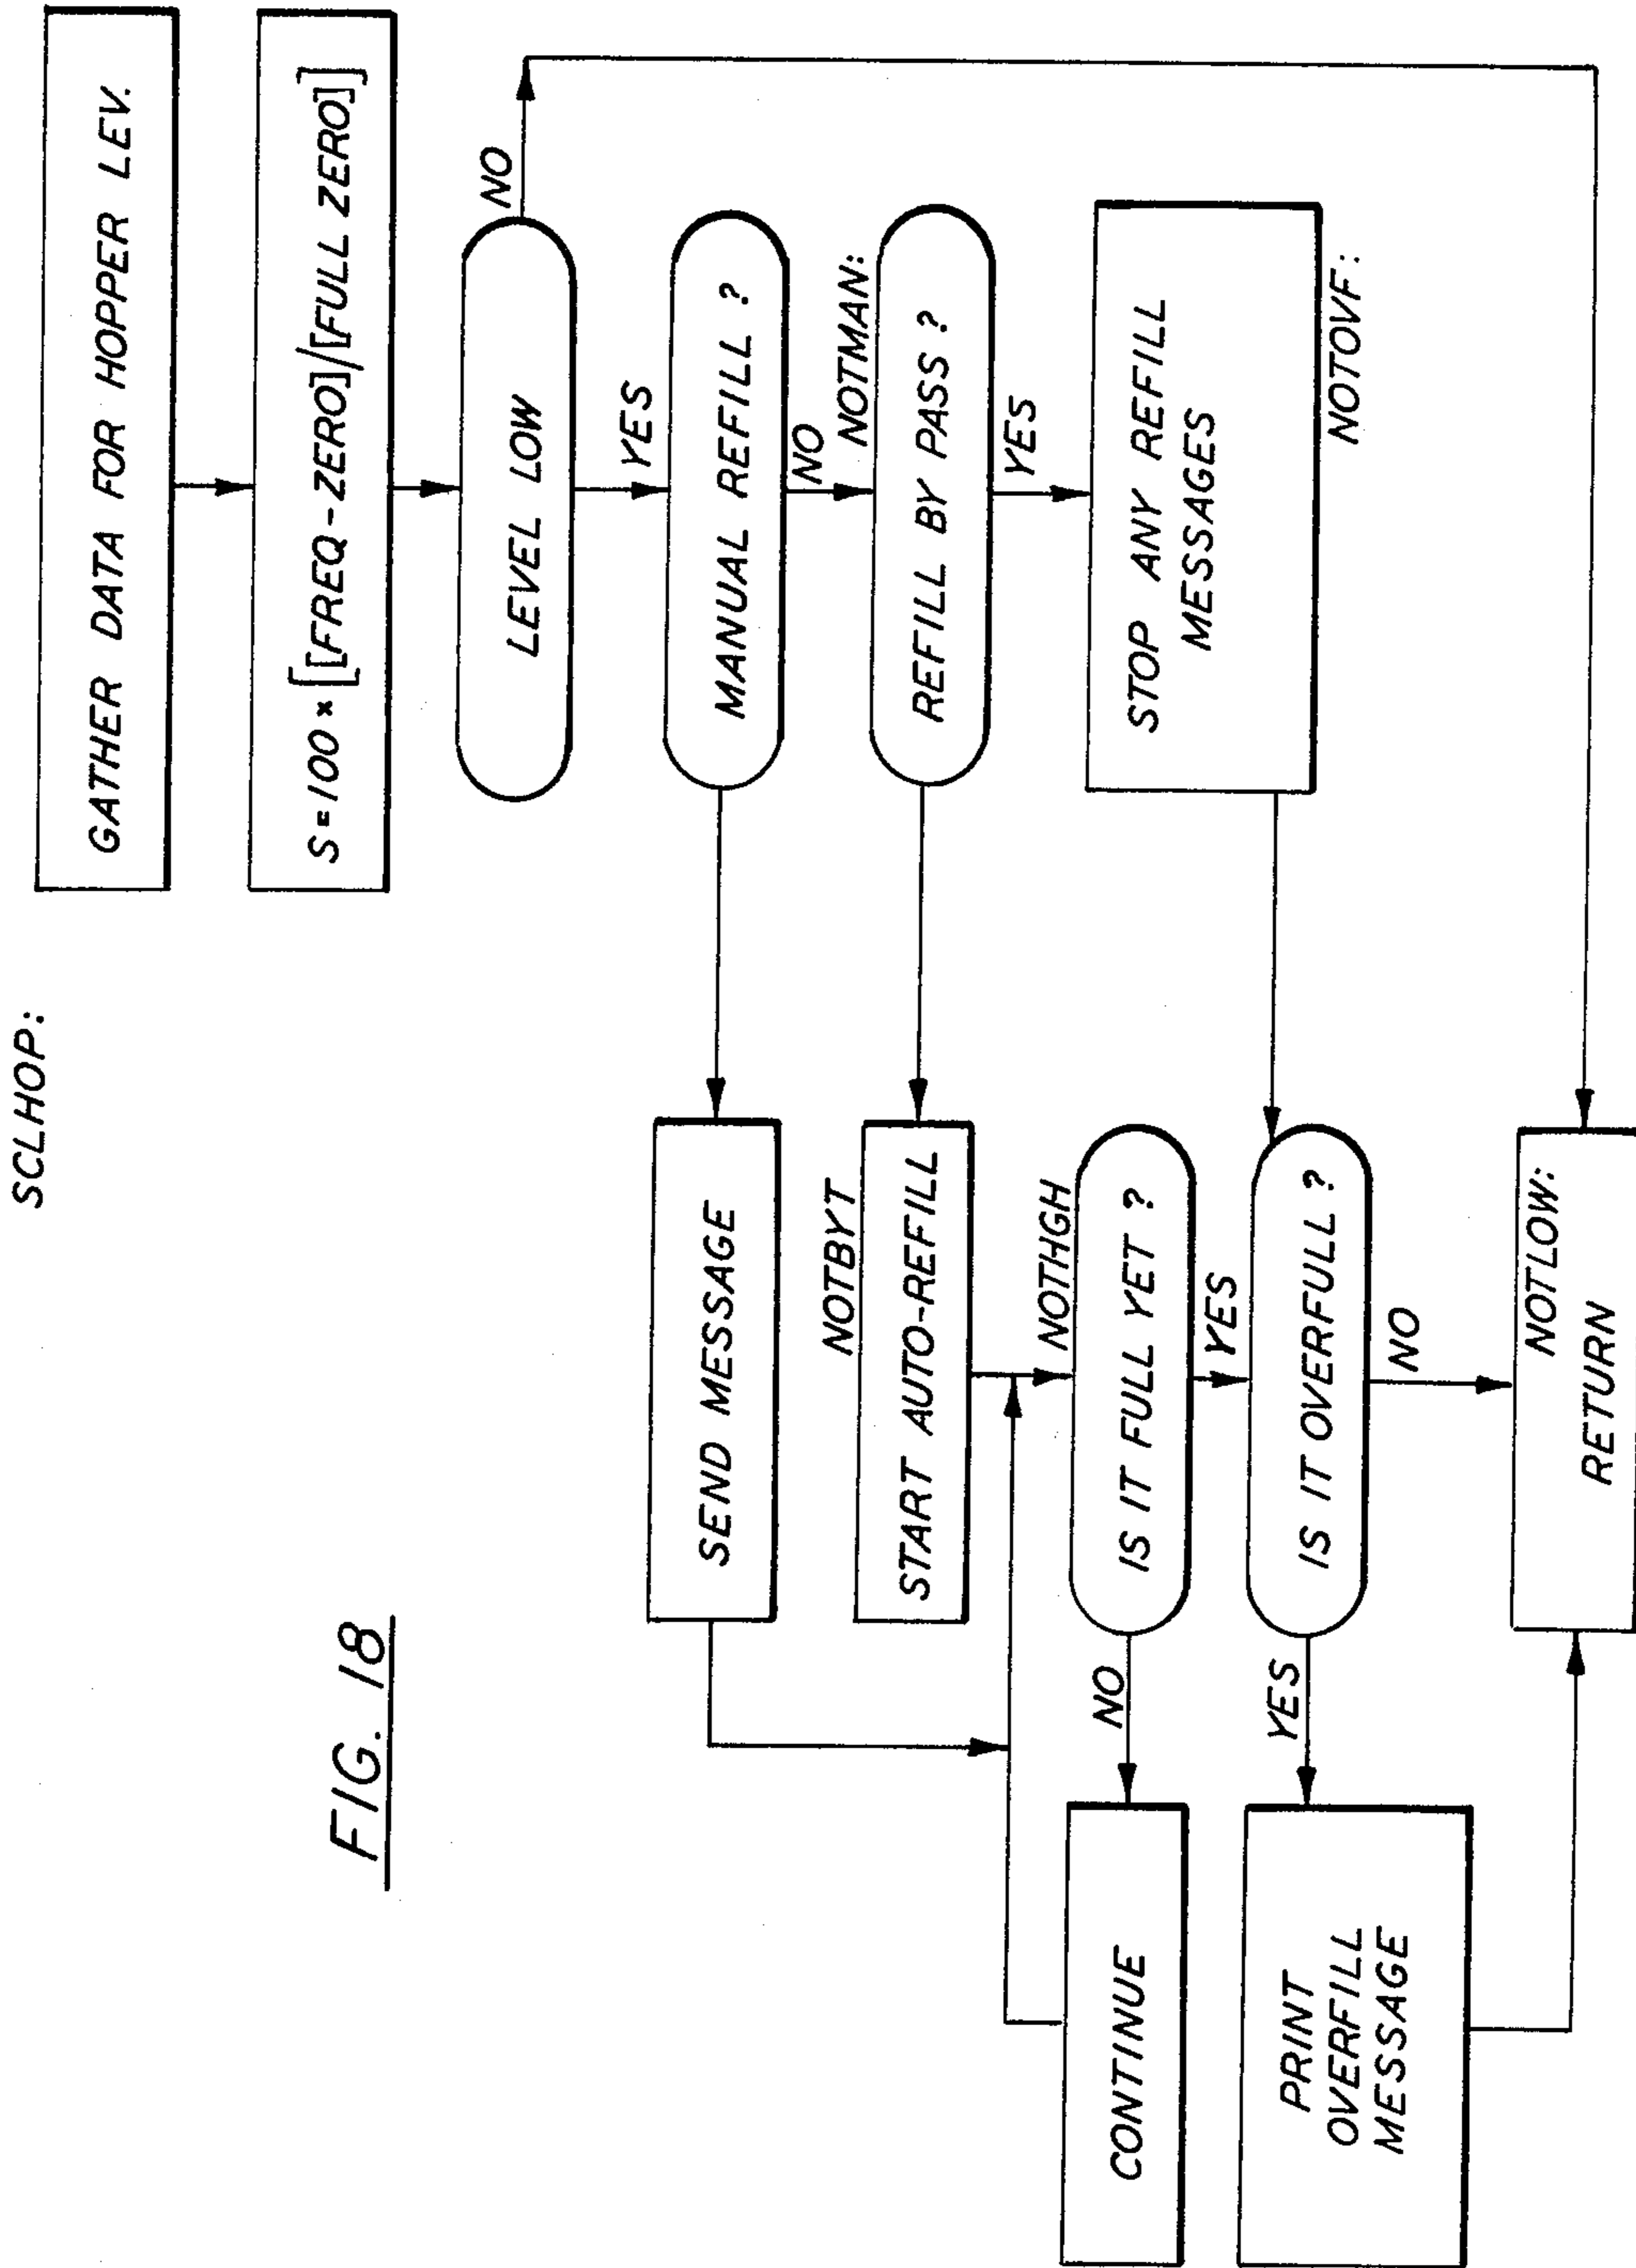 SCLHOP:
FIG. 18
GATHER DATA FOR HOPPER LEV.
S=100×[[FREQ-ZERO]/[FULL ZERO]]
LEVEL LOW
NO
YES
MANUAL REFILL ?
NO
NOTMAN:
SEND MESSAGE
REFILL BY PASS ?
YES
NOTBYT
START AUTO-REFILL
STOP ANY REFILL
MESSAGES
NOTOVF:
NOTHGH
IS IT FULL YET ?
NO
YES
CONTINUE
IS IT OVERFULL ?
YES
NO
PRINT
OVERFILL
MESSAGE
NOTLOW:
RETURN